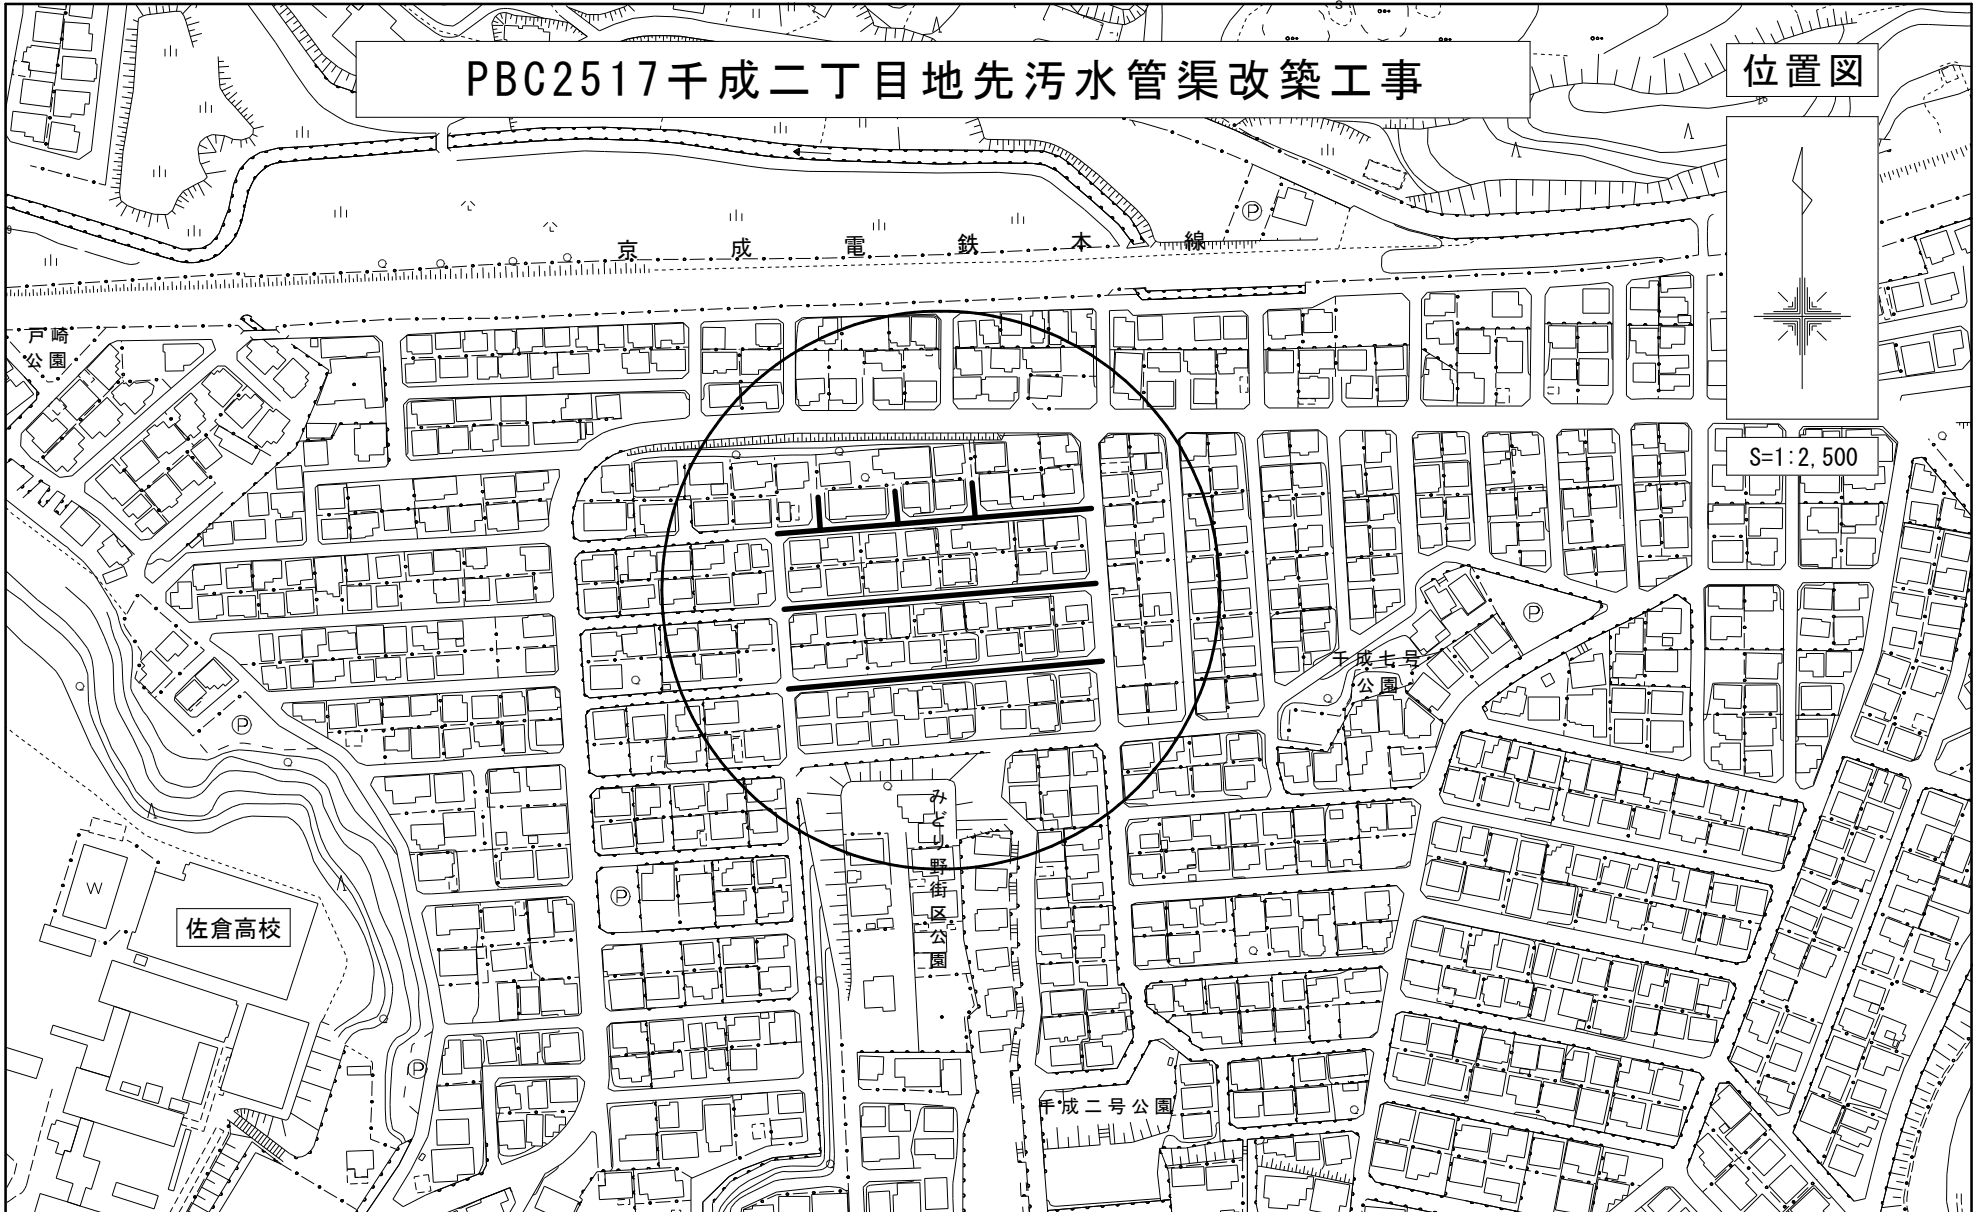 PBC2517千成二丁目地先汚水管渠改築工事
位置図
S=1:2,500
京成電鉄本線
戸崎
公園
千成七号
公園
みどり野街区公園
佐倉高校
千成二号公園
P
P
P
P
P
W